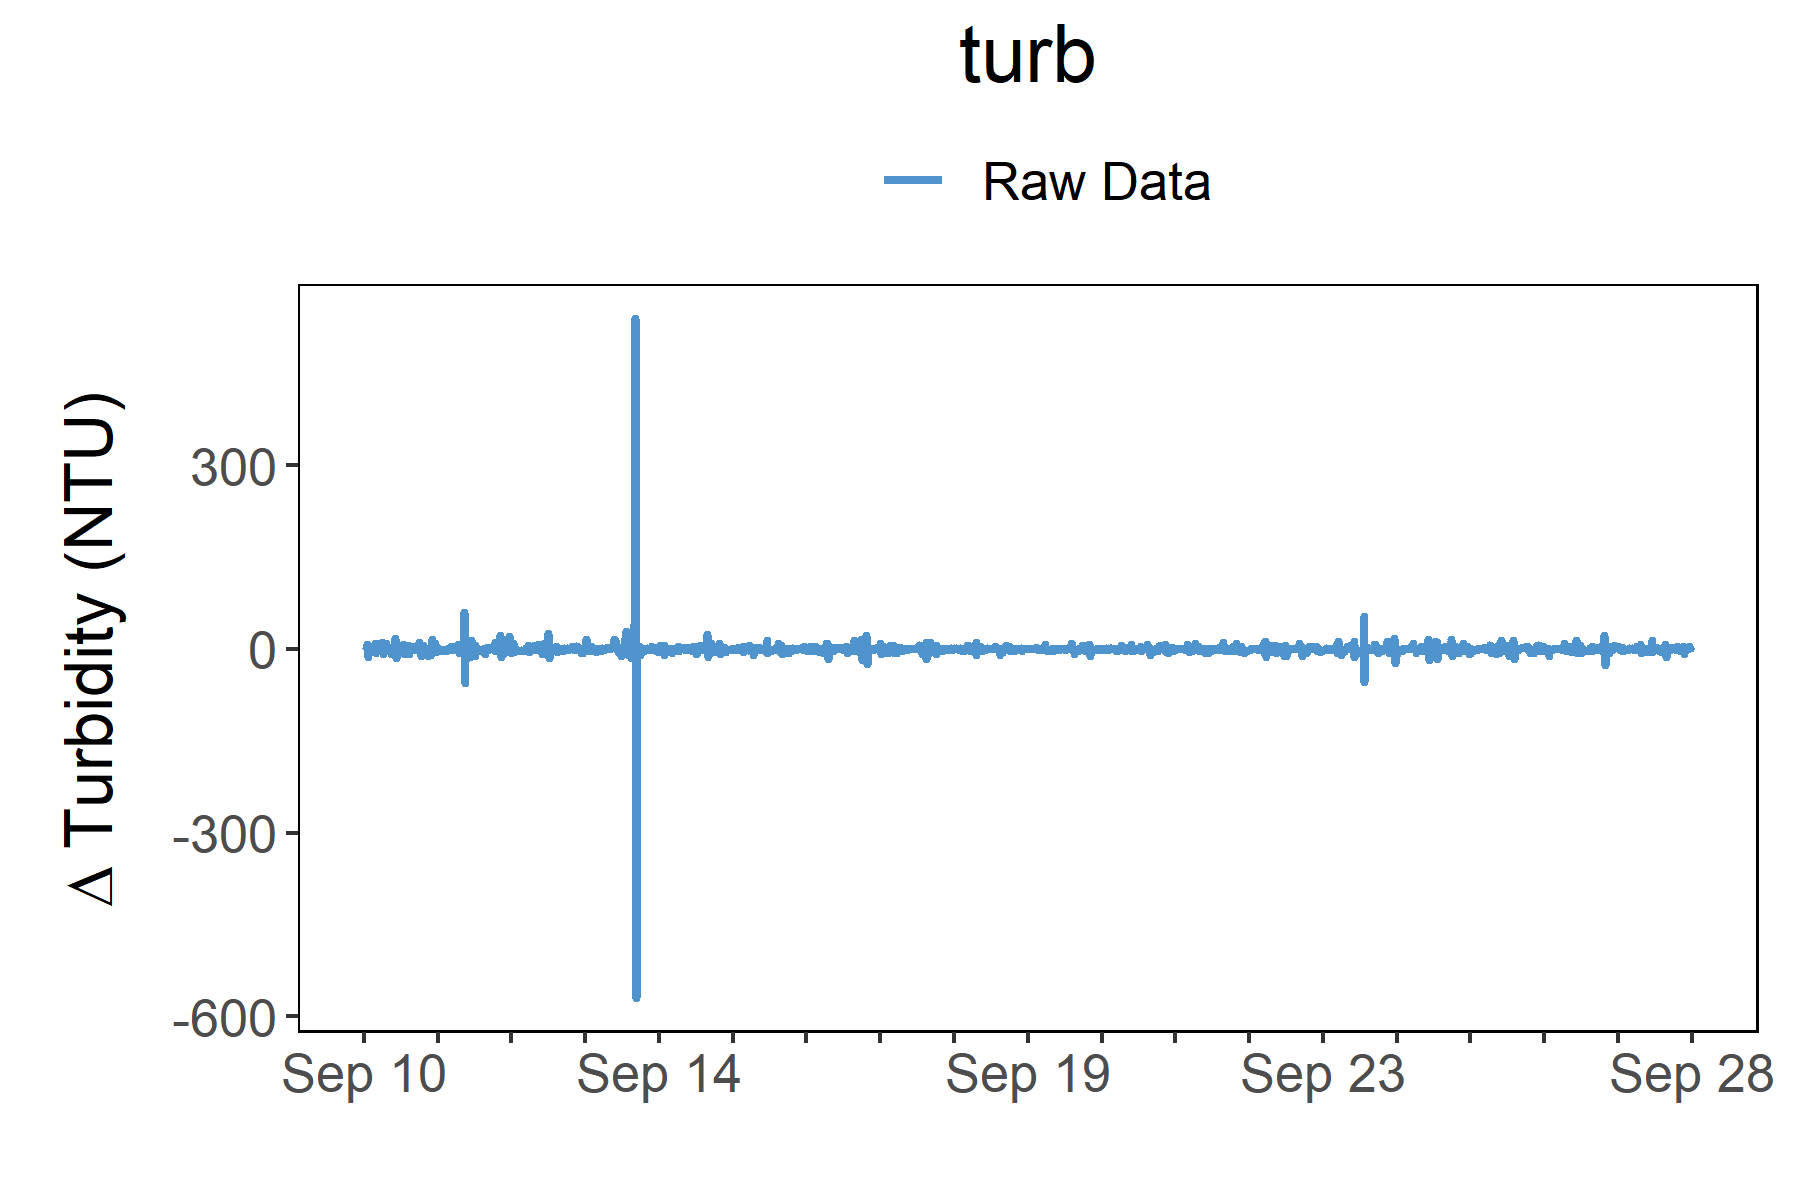 turb
Raw Data
Δ Turbidity (NTU)
300
0
-300
-600
Sep 10 Sep 14 Sep 19 Sep 23 Sep 28